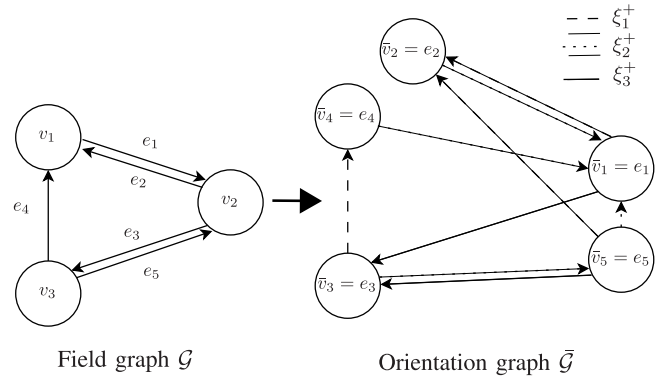 ξ₁⁺
ξ₂⁺
ξ₃⁺
v̄₂ = e₂
v̄₄ = e₄
v₁
e₁
e₂
v̄₁ = e₁
v₂
e₄
e₃
e₅
v̄₅ = e₅
v₃
v̄₃ = e₃
Field graph 𝒢
Orientation graph 𝒢̄